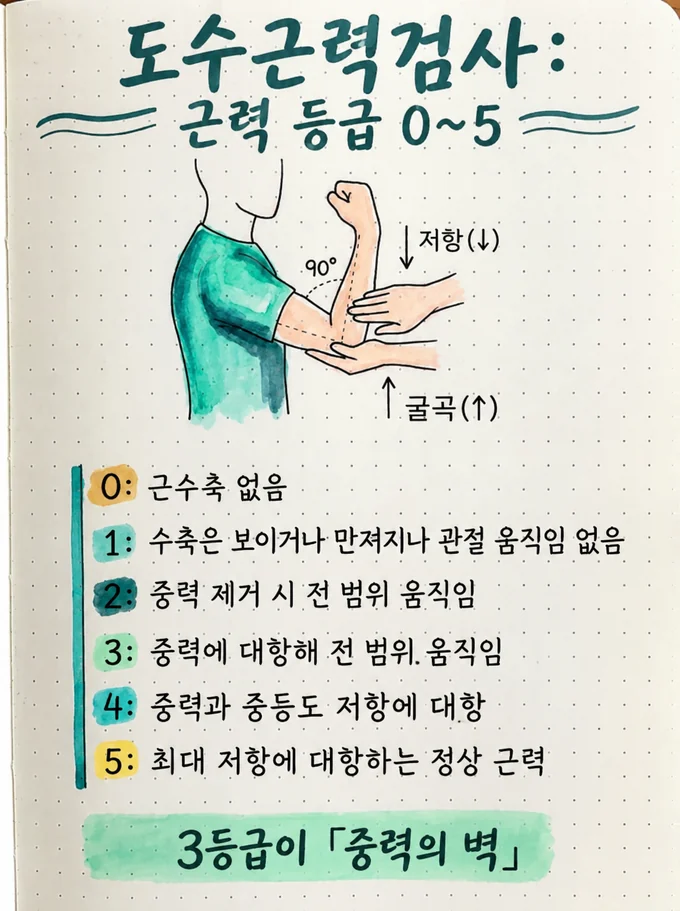 도수근력검사:
근력 등급 0~5
90°
저항(↓)
굴곡(↑)
0: 근수축 없음
1: 수축은 보이거나 만져지나 관절 움직임 없음
2: 중력 제거 시 전 범위 움직임
3: 중력에 대항해 전 범위 움직임
4: 중력과 중등도 저항에 대항
5: 최대 저항에 대항하는 정상 근력
3등급이 「중력의 벽」